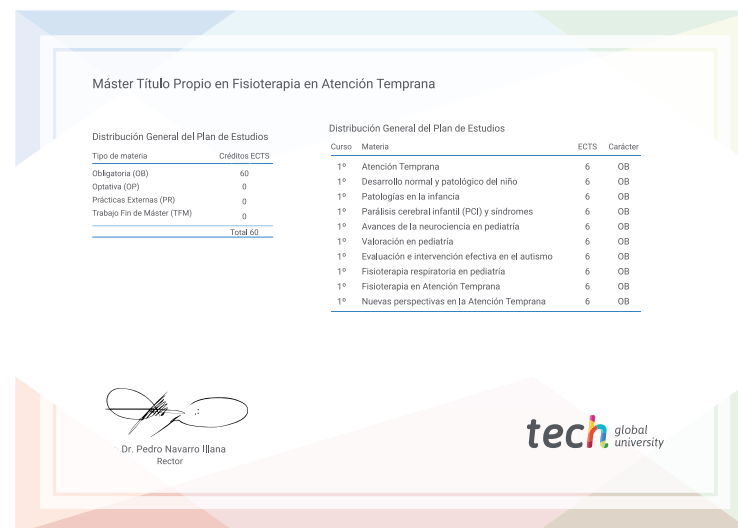 Máster Título Propio en Fisioterapia en Atención Temprana
Distribución General del Plan de Estudios
Tipo de materia Créditos ECTS
Obligatoria (OB) 60
Optativa (OP) 0
Prácticas Externas (PR) 0
Trabajo Fin de Máster (TFM) 0
Total 60
Distribución General del Plan de Estudios
Curso Materia ECTS Carácter
1º Atención Temprana 6 OB
1º Desarrollo normal y patológico del niño 6 OB
1º Patologías en la infancia 6 OB
1º Parálisis cerebral infantil (PCI) y síndromes 6 OB
1º Avances de la neurociencia en pediatría 6 OB
1º Valoración en pediatría 6 OB
1º Evaluación e intervención efectiva en el autismo 6 OB
1º Fisioterapia respiratoria en pediatría 6 OB
1º Fisioterapia en Atención Temprana 6 OB
1º Nuevas perspectivas en la Atención Temprana 6 OB
Dr. Pedro Navarro Illana
Rector
tech global
university